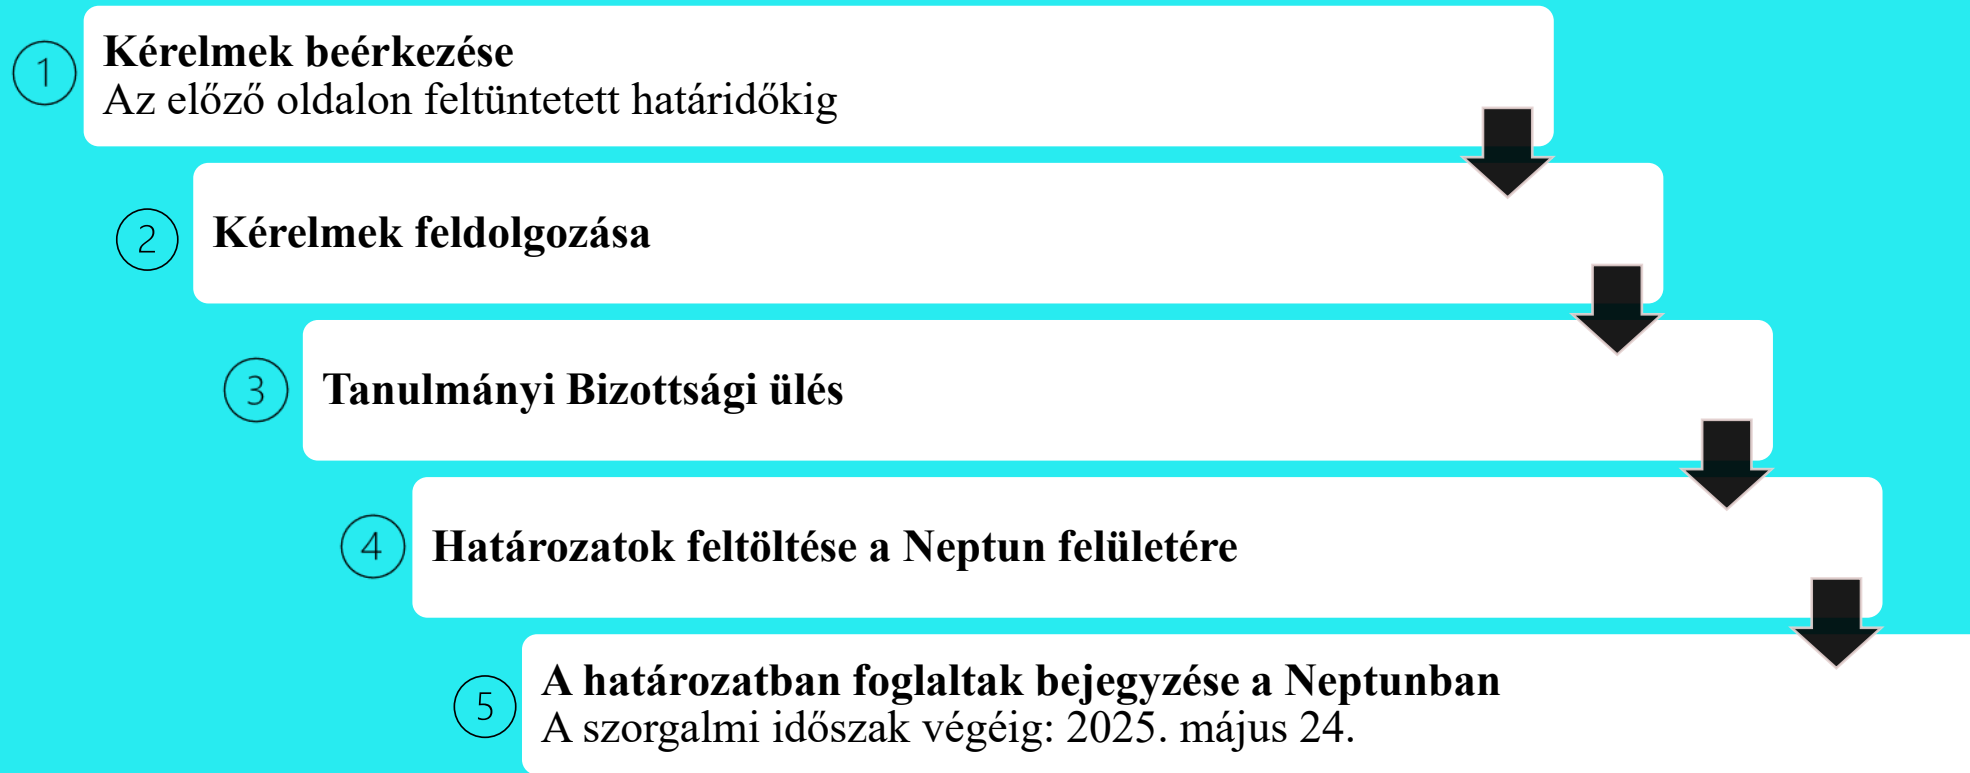 1
Kérelmek beérkezése
Az előző oldalon feltüntetett határidőkig
2
Kérelmek feldolgozása
3
Tanulmányi Bizottsági ülés
4
Határozatok feltöltése a Neptun felületére
5
A határozatban foglaltak bejegyzése a Neptunban
A szorgalmi időszak végéig: 2025. május 24.